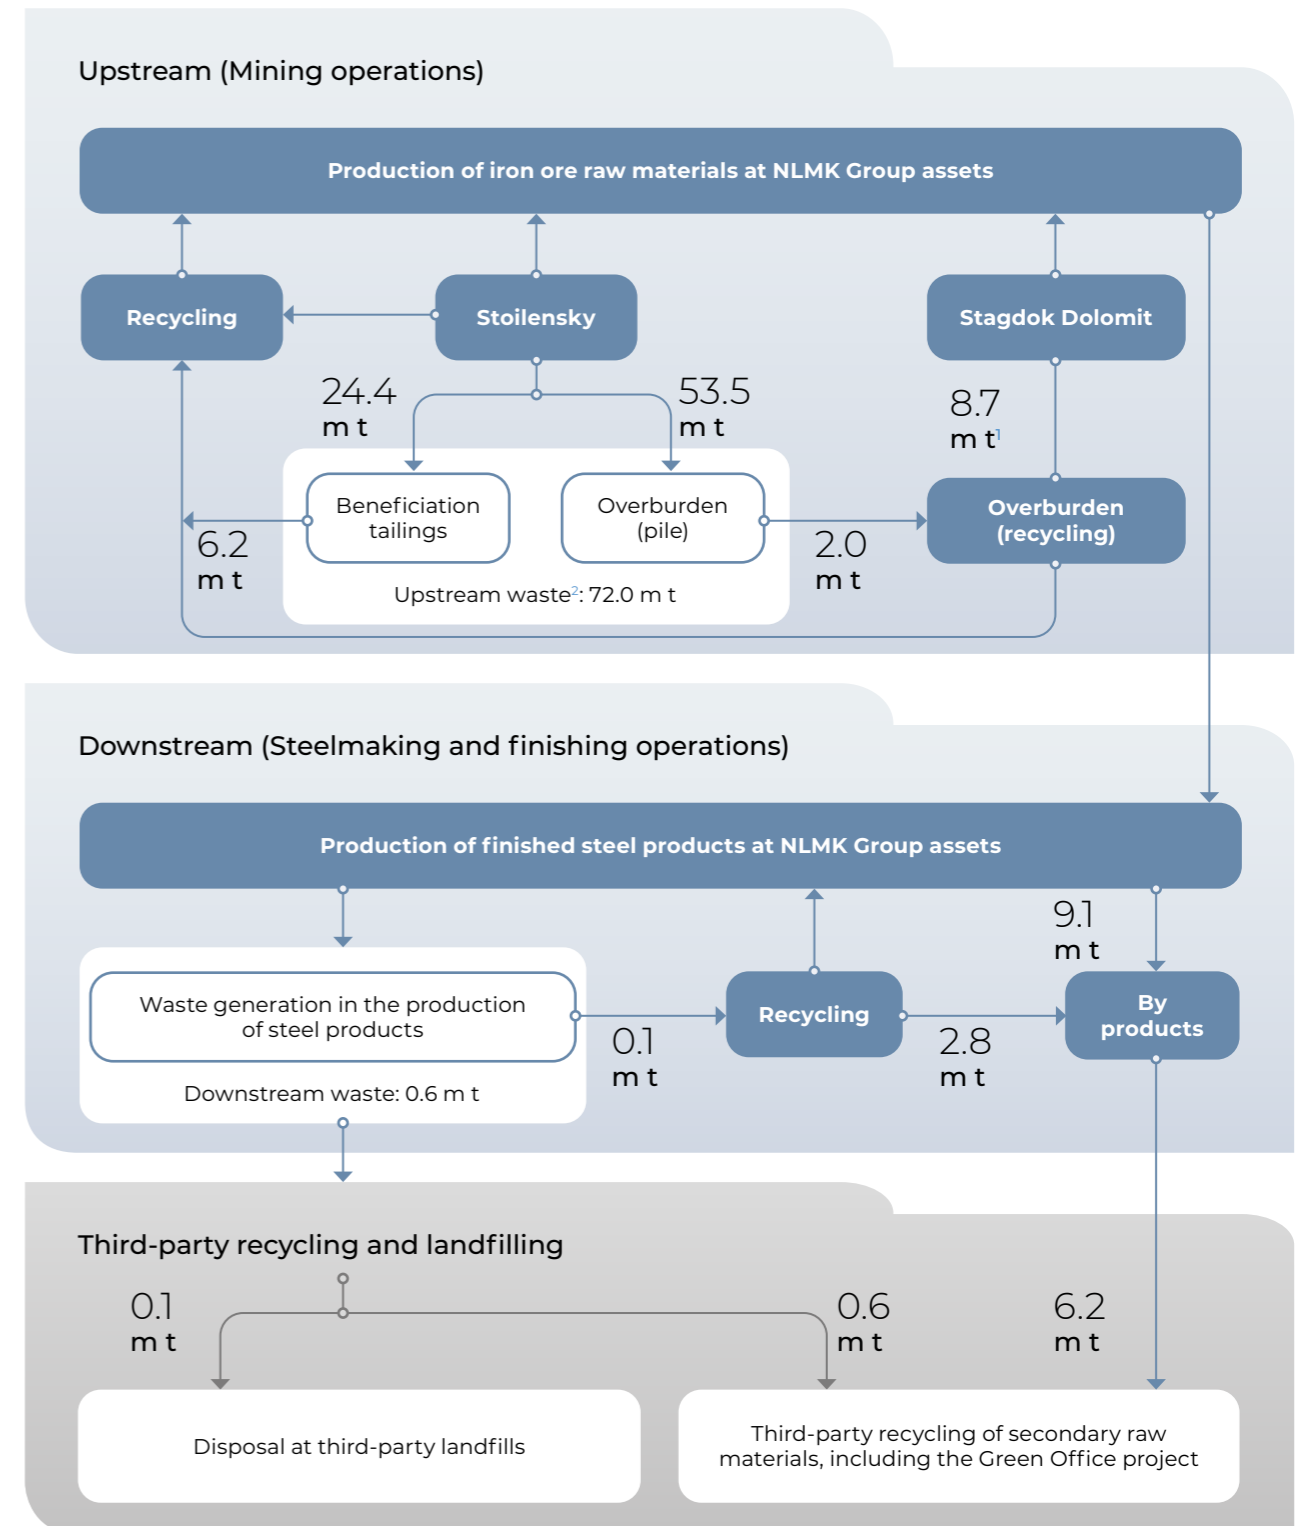 Upstream (Mining operations)
Production of iron ore raw materials at NLMK Group assets
Recycling
Stoilensky
Stagdok Dolomit
24.4
m t
53.5
m t
8.7
m t1
Beneficiation
tailings
Overburden
(pile)
Overburden
(recycling)
6.2
m t
2.0
m t
Upstream waste2: 72.0 m t
Downstream (Steelmaking and finishing operations)
Production of finished steel products at NLMK Group assets
9.1
m t
Waste generation in the production
of steel products
Recycling
By
products
0.1
m t
2.8
m t
Downstream waste: 0.6 m t
Third-party recycling and landfilling
0.1
m t
0.6
m t
6.2
m t
Disposal at third-party landfills
Third-party recycling of secondary raw
materials, including the Green Office project